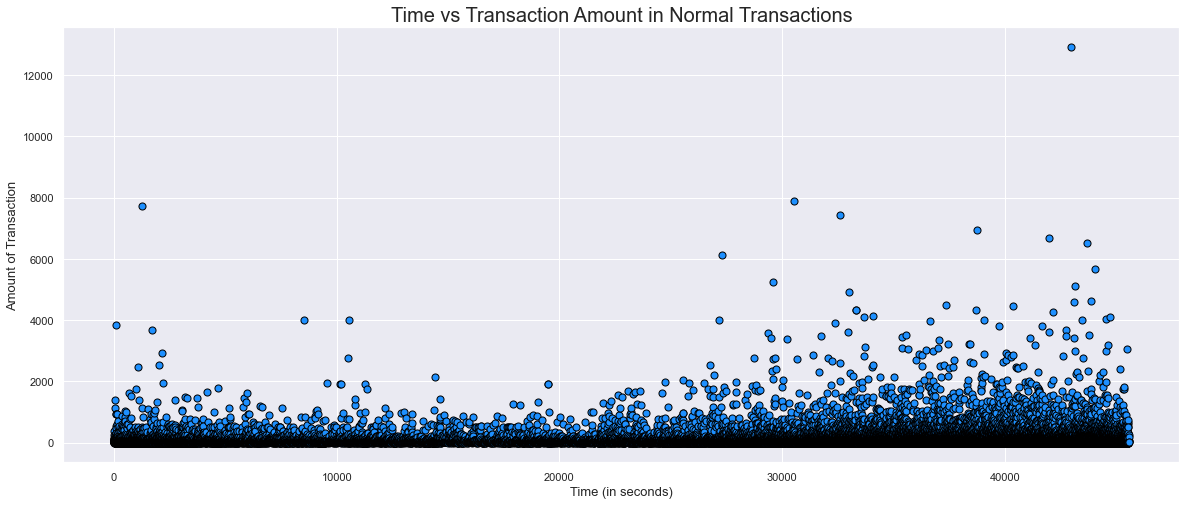 Time vs Transaction Amount in Normal Transactions
12000
10000
8000
6000
4000
2000
0
Amount of Transaction
0 10000 20000 30000 40000
Time (in seconds)